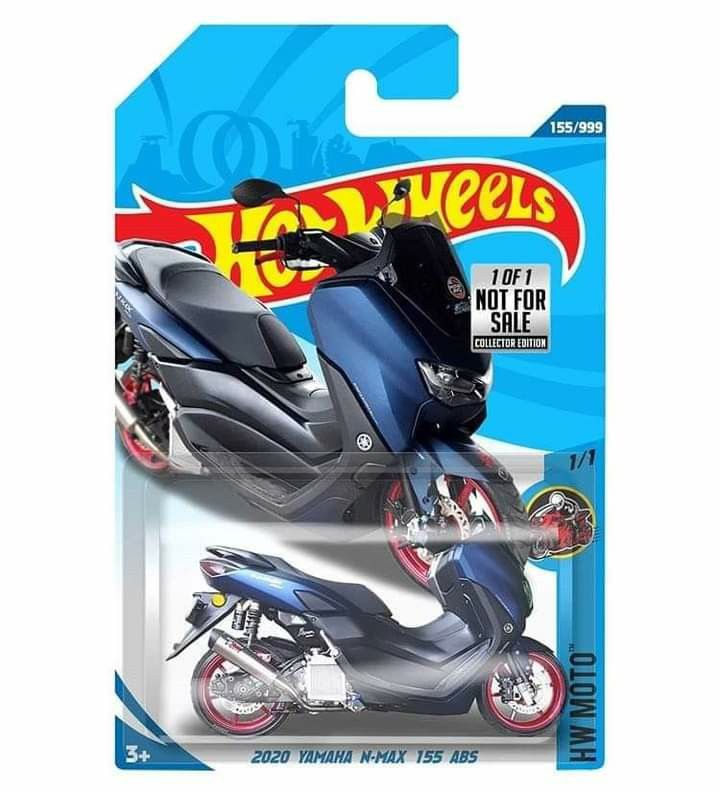 155/999
HOT WHEELS
1 OF 1
NOT FOR
SALE
COLLECTOR EDITION
1/1
HW MOTO™
3+
2020 YAMAHA N-MAX 155 ABS